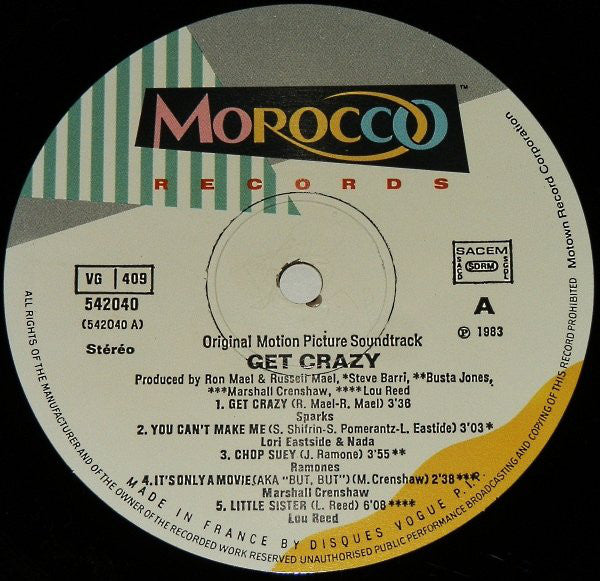 MOROCCO ™
RECORDS
VG | 409
542040
(542040 A)
Stéréo
SACEM
SACD SDRM SGDL
A
℗ 1983
Original Motion Picture Soundtrack
GET CRAZY
Produced by Ron Mael & Russell Mael, *Steve Barri, **Busta Jones,
***Marshall Crenshaw, ****Lou Reed
1. GET CRAZY (R. Mael-R. Mael) 3'36
Sparks
2. YOU CAN'T MAKE ME (S. Shifrin-S. Pomerantz-L. Eastide) 3'03 *
Lori Eastside & Nada
3. CHOP SUEY (J. Ramone) 3'55 **
Ramones
4. IT'S ONLY A MOVIE (AKA "BUT, BUT") (M. Crenshaw) 2'38 ***
Marshall Crenshaw
5. LITTLE SISTER (L. Reed) 6'08 ****
Lou Reed
MADE IN FRANCE BY DISQUES VOGUE P.I.P.
ALL RIGHTS OF THE MANUFACTURER AND OF THE OWNER OF THE RECORDED WORK RESERVED UNAUTHORISED PUBLIC PERFORMANCE BROADCASTING AND COPYING OF THIS RECORD PROHIBITED Motown Record Corporation